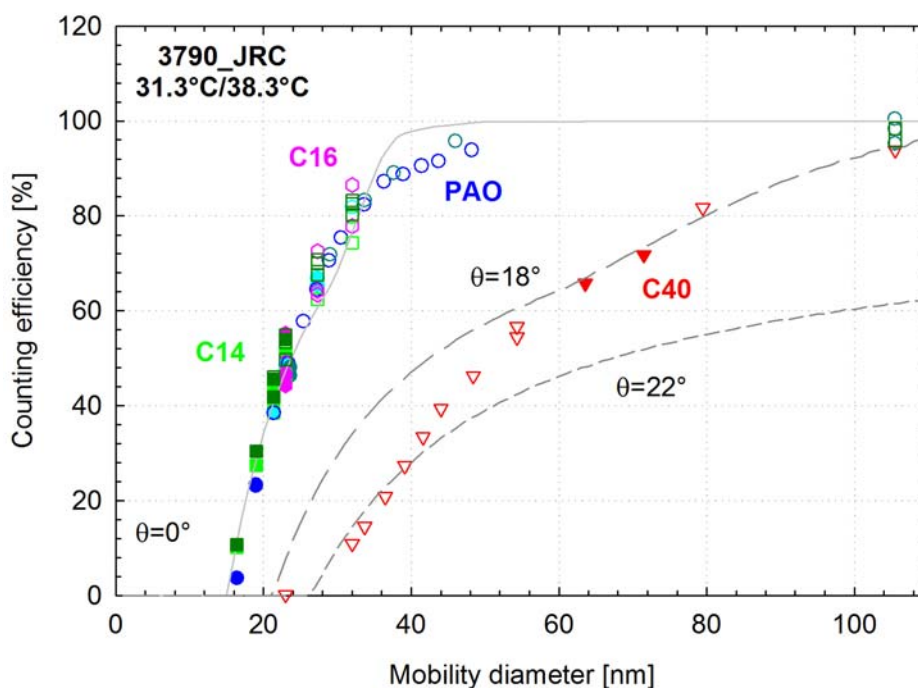 120
100
80
60
40
20
0
Counting efficiency [%]
3790_JRC
31.3°C/38.3°C
C16
PAO
θ=18°
C40
C14
θ=22°
θ=0°
0 20 40 60 80 100
Mobility diameter [nm]